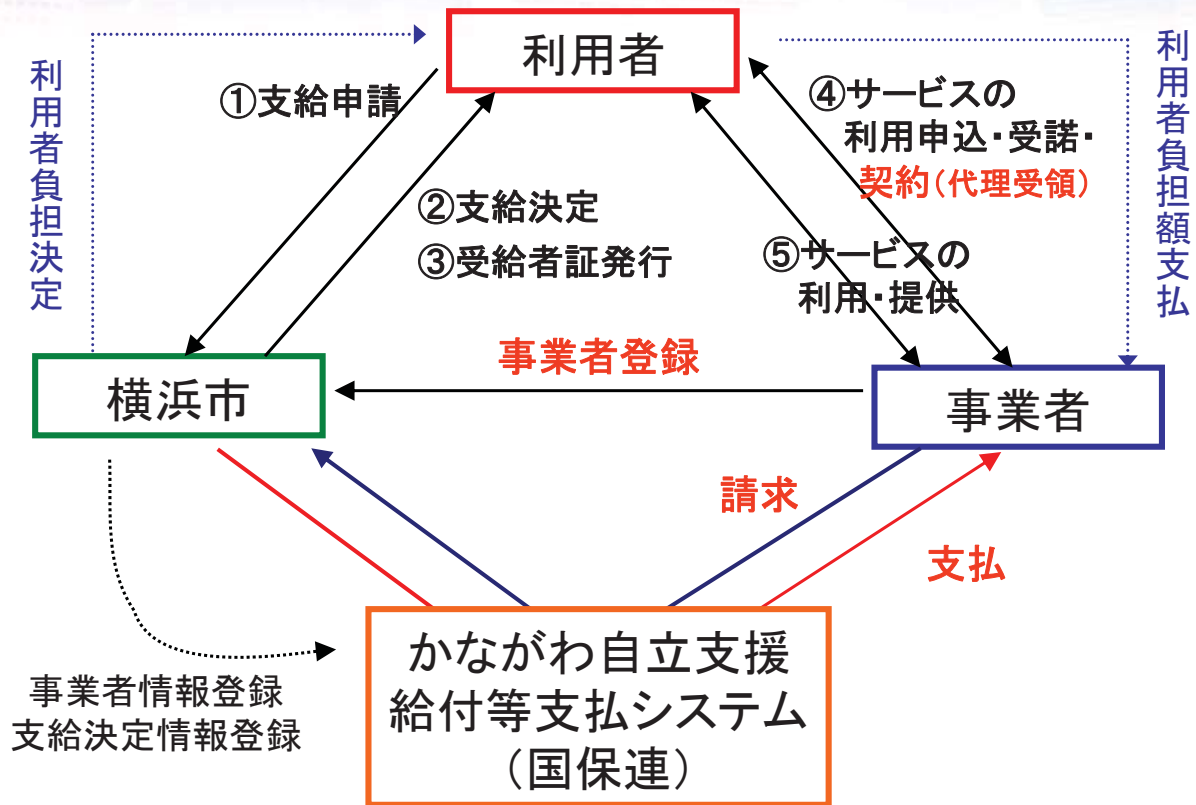 利用者
利用者負担決定
①支給申請
②支給決定
③受給者証発行
④サービスの
利用申込・受諾・
契約（代理受領）
⑤サービスの
利用・提供
利用者負担額支払
事業者登録
横浜市
事業者
請求
支払
事業者情報登録
支給決定情報登録
かながわ自立支援
給付等支払システム
（国保連）